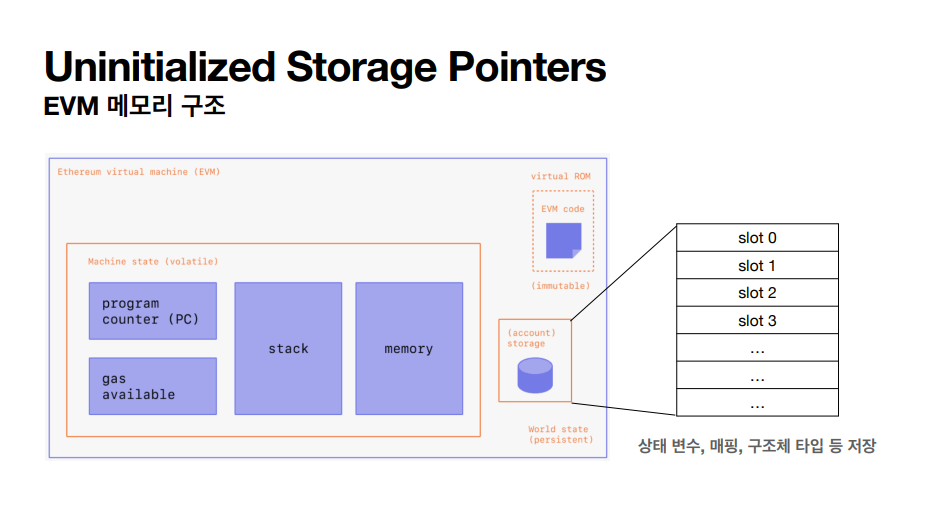 Uninitialized Storage Pointers
EVM 메모리 구조
Ethereum virtual machine (EVM)
virtual ROM
EVM code
(immutable)
Machine state (volatile)
program
counter (PC)
gas
available
stack
memory
(account)
storage
World state
(persistent)
slot 0
slot 1
slot 2
slot 3
...
...
...
상태 변수, 매핑, 구조체 타입 등 저장